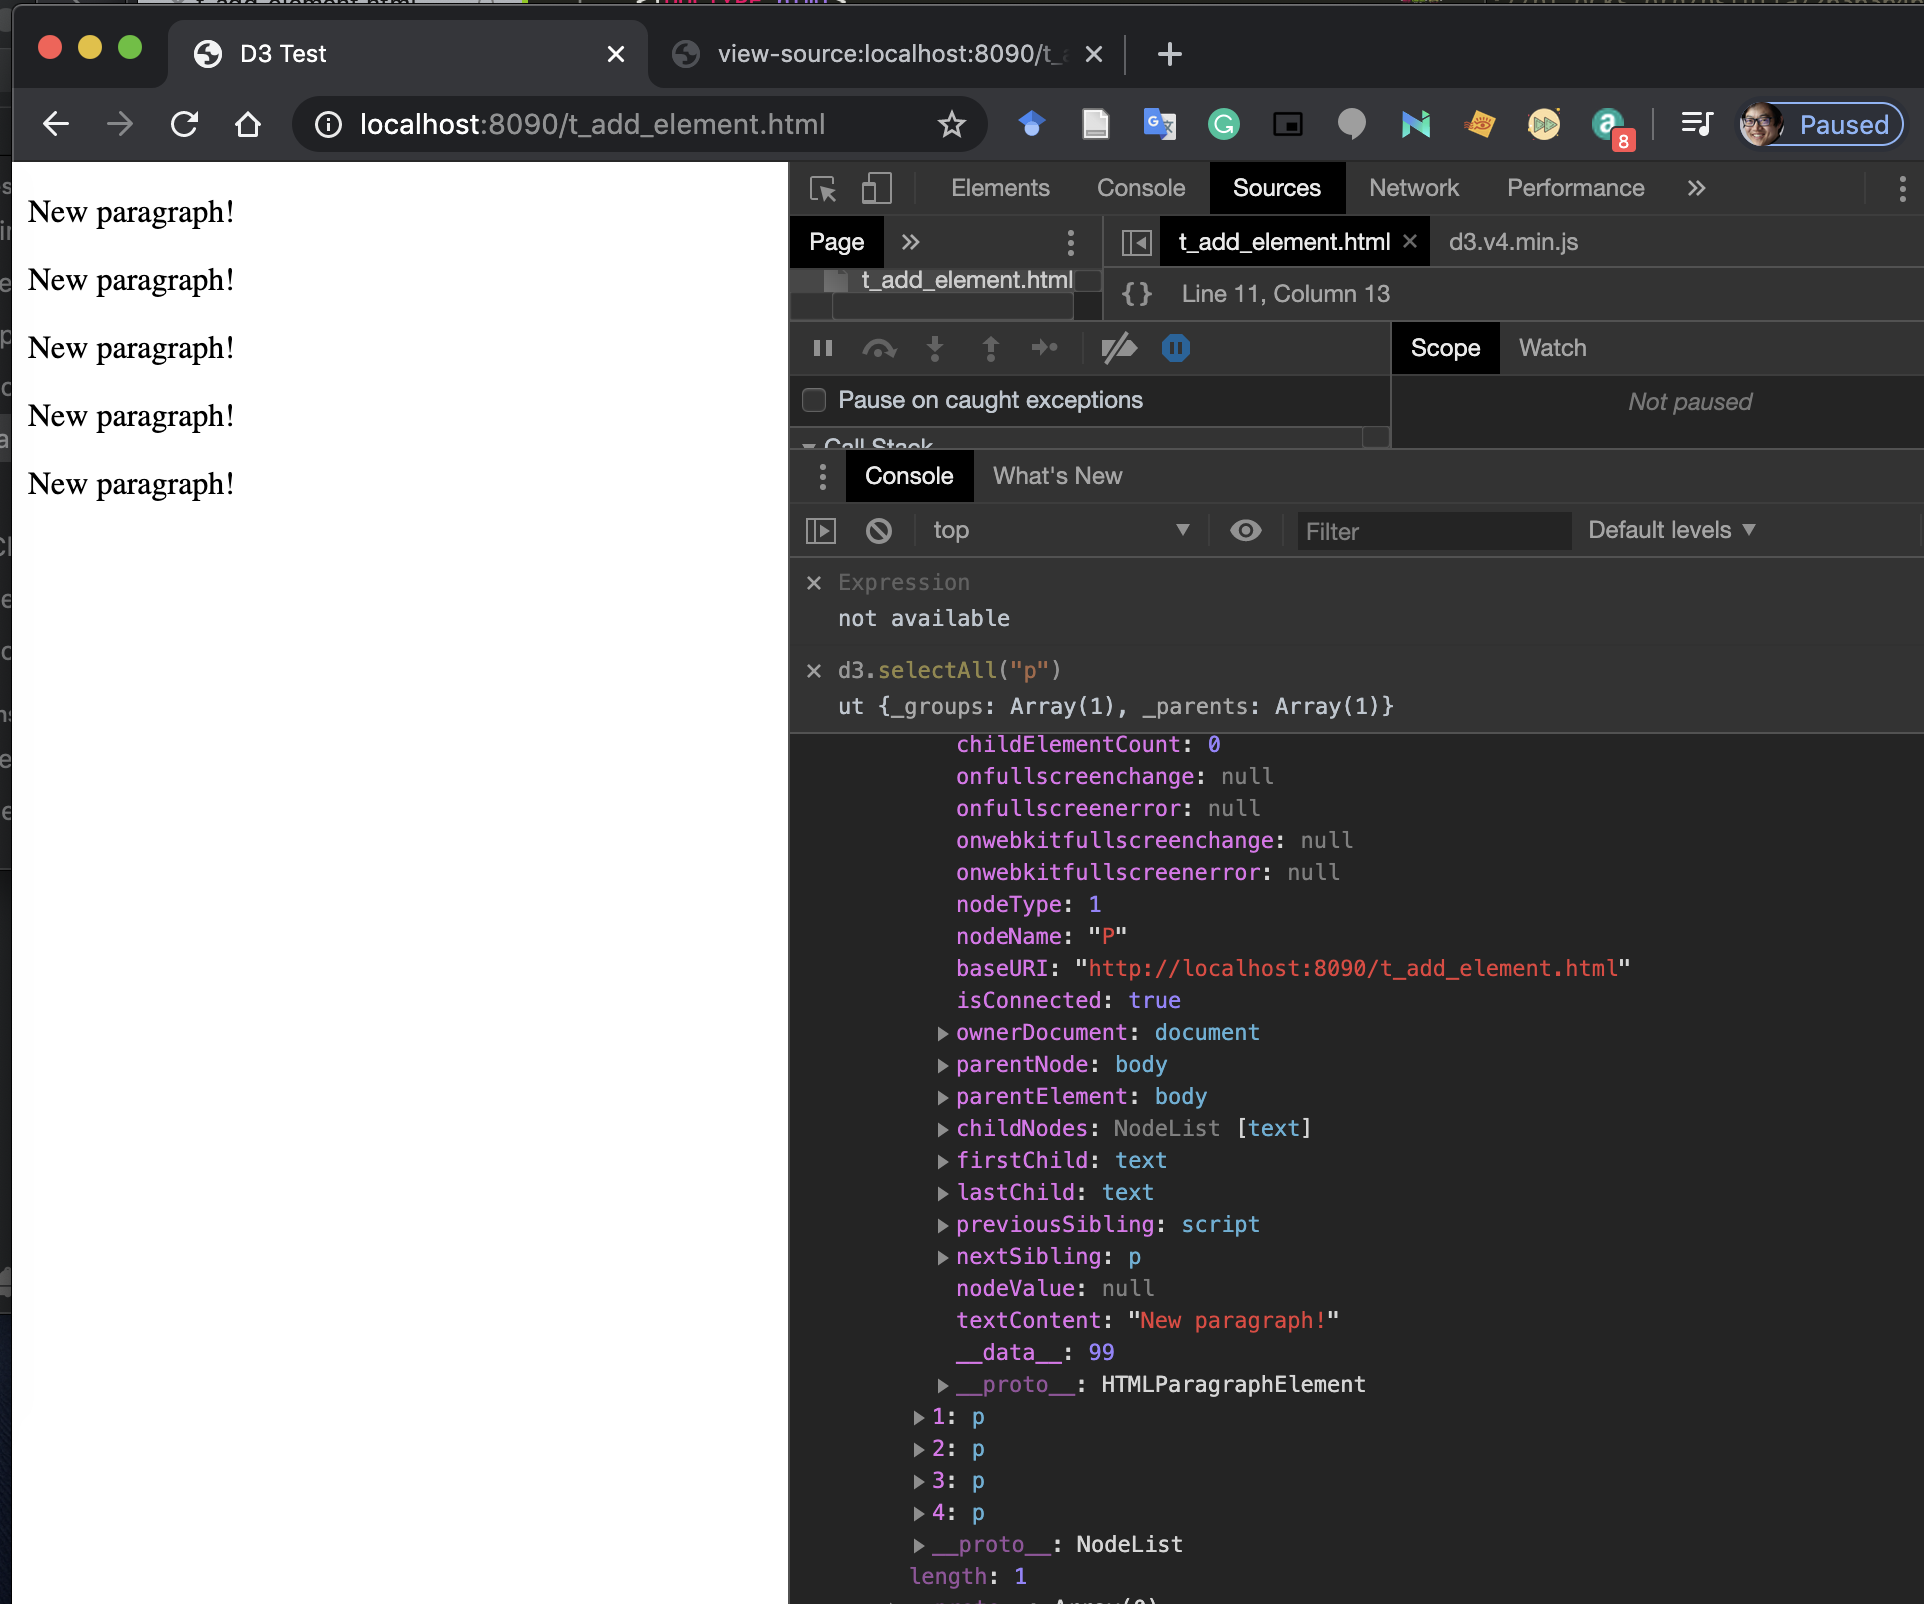 D3 Test
view-source:localhost:8090/t_a
localhost:8090/t_add_element.html
8
Paused
New paragraph!
New paragraph!
New paragraph!
New paragraph!
New paragraph!
Elements Console Sources Network Performance
Page
t_add_element.html d3.v4.min.js
t_add_element.html
{} Line 11, Column 13
Scope Watch
Pause on caught exceptions
Not paused
Call Stack
Console What's New
top Filter Default levels
Expression
not available
d3.selectAll("p")
ut {_groups: Array(1), _parents: Array(1)}
childElementCount: 0
onfullscreenchange: null
onfullscreenerror: null
onwebkitfullscreenchange: null
onwebkitfullscreenerror: null
nodeType: 1
nodeName: "P"
baseURI: "http://localhost:8090/t_add_element.html"
isConnected: true
ownerDocument: document
parentNode: body
parentElement: body
childNodes: NodeList [text]
firstChild: text
lastChild: text
previousSibling: script
nextSibling: p
nodeValue: null
textContent: "New paragraph!"
__data__: 99
__proto__: HTMLParagraphElement
1: p
2: p
3: p
4: p
__proto__: NodeList
length: 1
__proto__: Array(0)